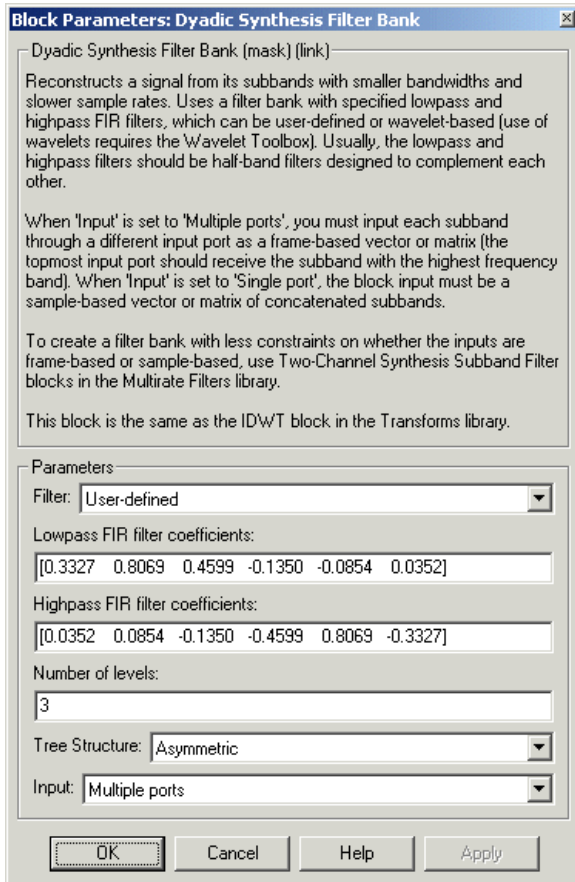 Block Parameters: Dyadic Synthesis Filter Bank
Dyadic Synthesis Filter Bank (mask) (link)
Reconstructs a signal from its subbands with smaller bandwidths and
slower sample rates. Uses a filter bank with specified lowpass and
highpass FIR filters, which can be user-defined or wavelet-based (use of
wavelets requires the Wavelet Toolbox). Usually, the lowpass and
highpass filters should be half-band filters designed to complement each
other.
When 'Input' is set to 'Multiple ports', you must input each subband
through a different input port as a frame-based vector or matrix (the
topmost input port should receive the subband with the highest frequency
band). When 'Input' is set to 'Single port', the block input must be a
sample-based vector or matrix of concatenated subbands.
To create a filter bank with less constraints on whether the inputs are
frame-based or sample-based, use Two-Channel Synthesis Subband Filter
blocks in the Multirate Filters library.
This block is the same as the IDWT block in the Transforms library.
Parameters
Filter: User-defined
Lowpass FIR filter coefficients:
[0.3327 0.8069 0.4599 -0.1350 -0.0854 0.0352]
Highpass FIR filter coefficients:
[0.0352 0.0854 -0.1350 -0.4599 0.8069 -0.3327]
Number of levels:
3
Tree Structure: Asymmetric
Input: Multiple ports
OK Cancel Help Apply